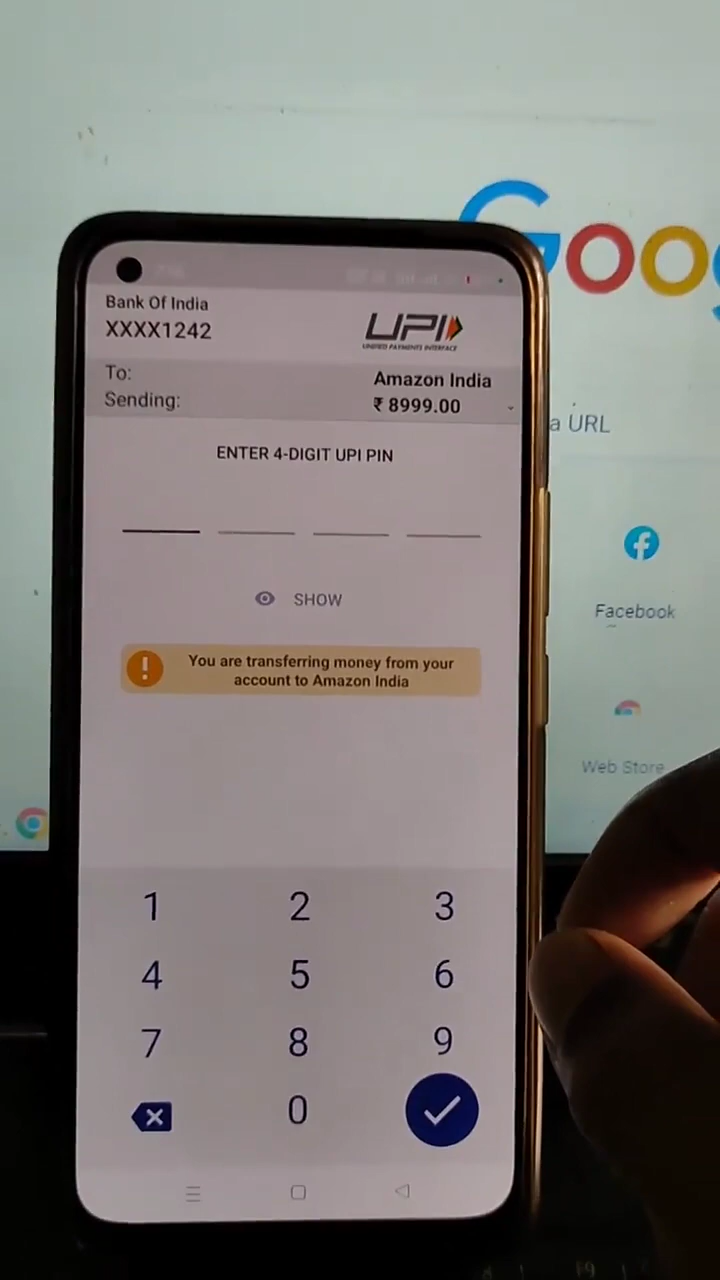 Goo
Bank Of India
XXXX1242
UPI
UNIFIED PAYMENTS INTERFACE
To:
Amazon India
Sending:
₹ 8999.00
a URL
ENTER 4-DIGIT UPI PIN
SHOW
Facebook
You are transferring money from your
account to Amazon India
Web Store
1 2 3
4 5 6
7 8 9
0